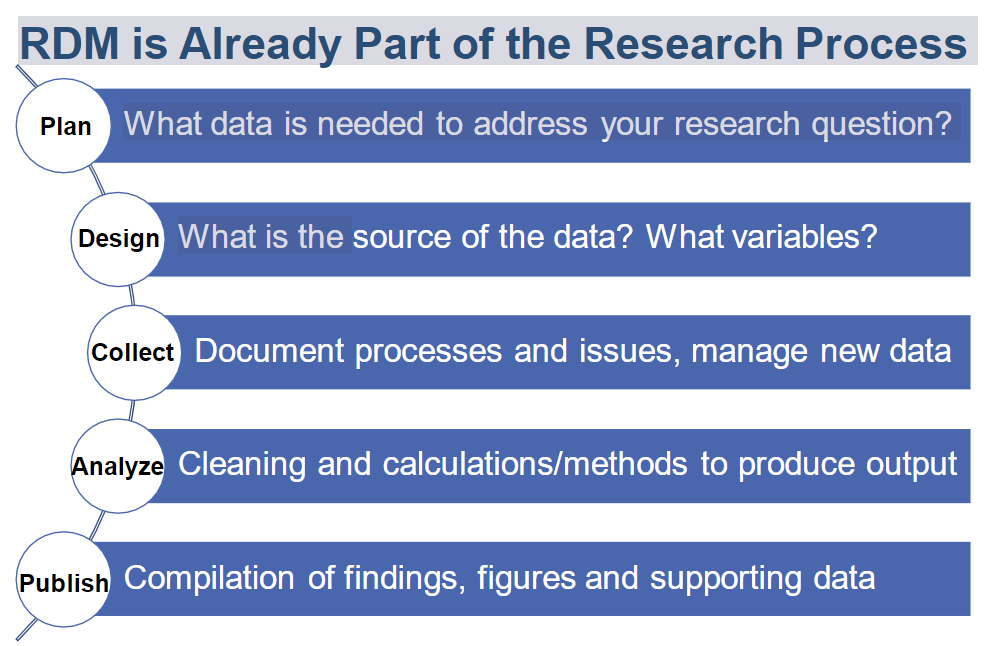 RDM is Already Part of the Research Process
Plan
What data is needed to address your research question?
Design
What is the source of the data? What variables?
Collect
Document processes and issues, manage new data
Analyze
Cleaning and calculations/methods to produce output
Publish
Compilation of findings, figures and supporting data